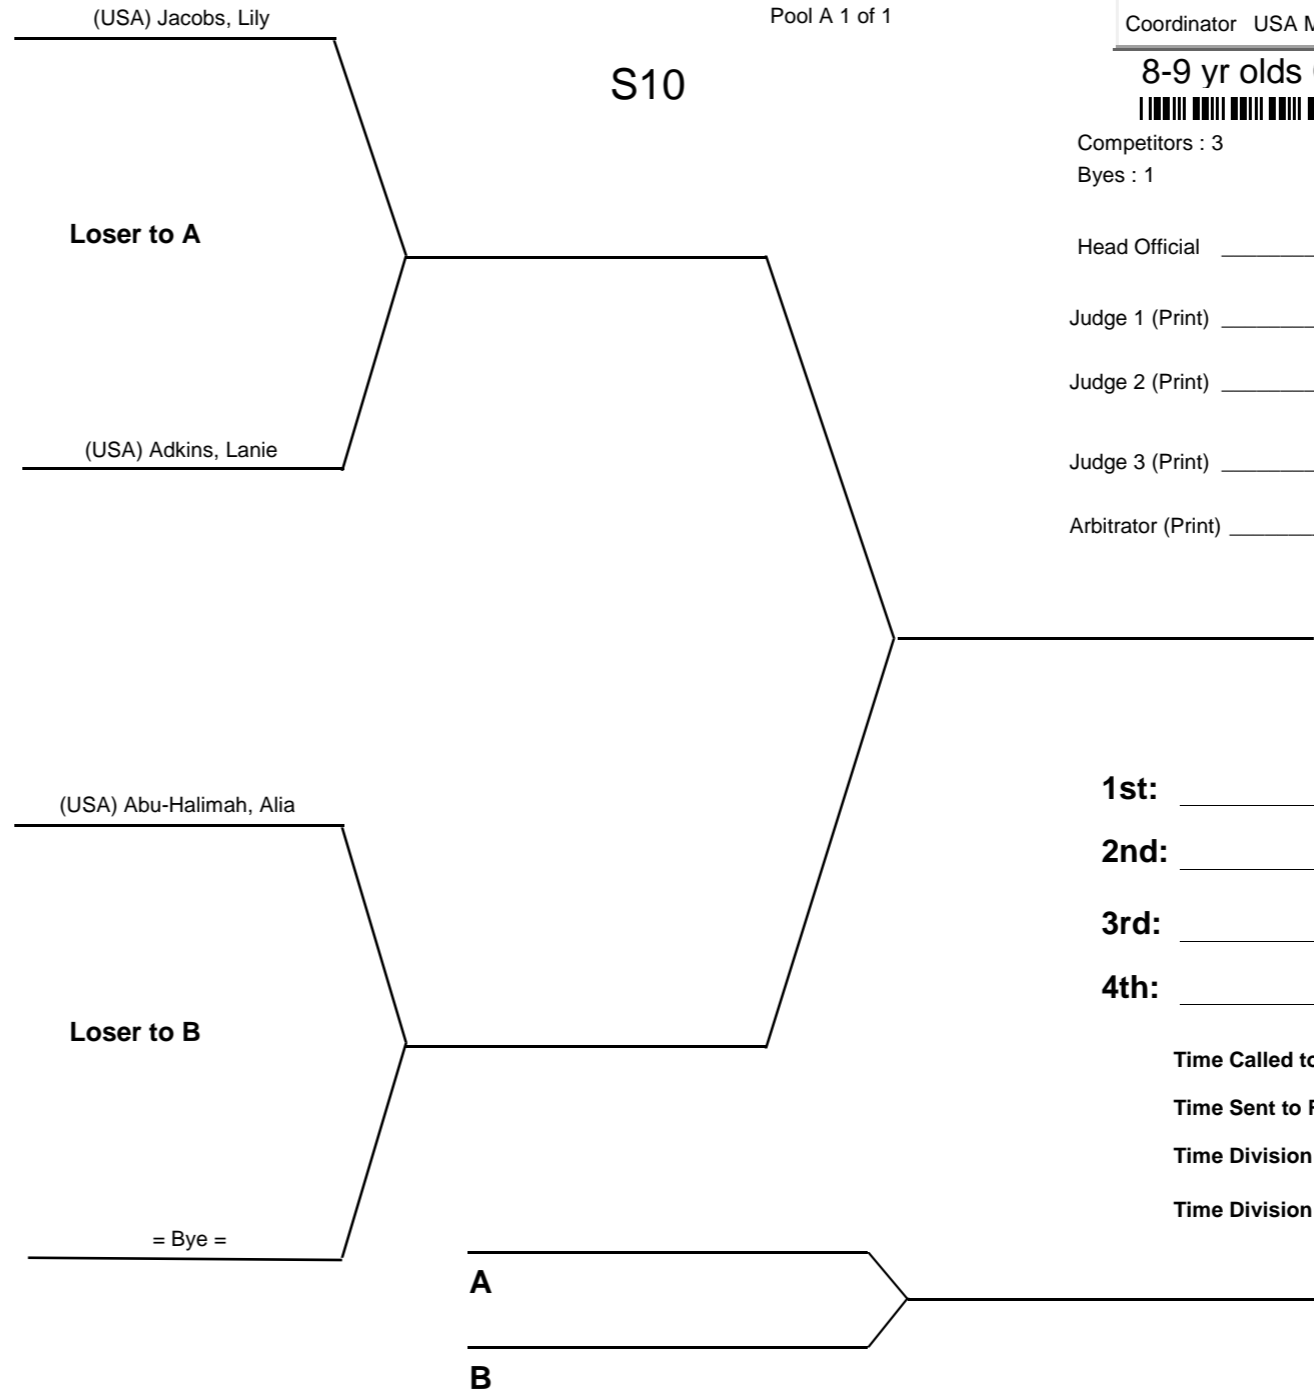 (USA) Jacobs, Lily
Pool A 1 of 1
Coordinator USA
S10
8-9 yr olds
Competitors : 3
Byes : 1
Loser to A
Head Official
Judge 1 (Print)
Judge 2 (Print)
(USA) Adkins, Lanie
Judge 3 (Print)
Arbitrator (Print)
1st:
(USA) Abu-Halimah, Alia
2nd:
3rd:
4th:
Loser to B
Time Called
Time Sent to
Time Division
Time Division
= Bye =
A
B